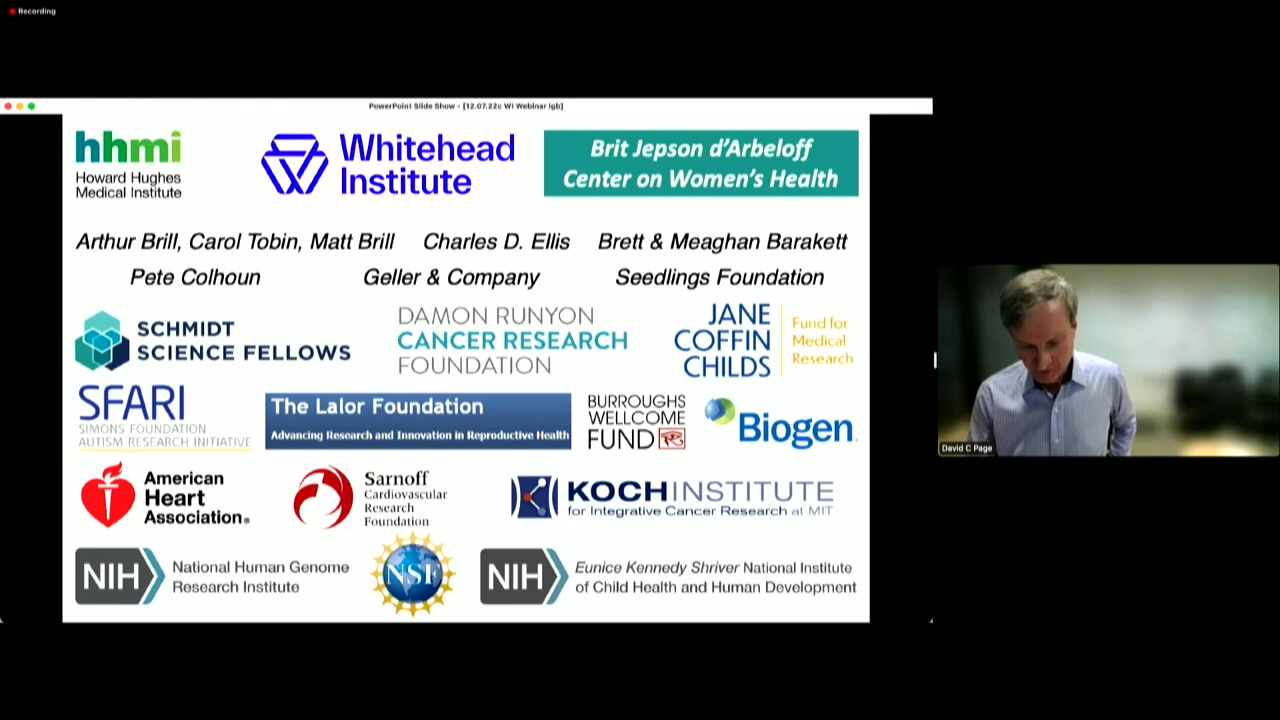 Recording
PowerPoint Slide Show - [12.07.22c WI Webinar lgb]
hhmi
Howard Hughes
Medical Institute
Whitehead
Institute
Brit Jepson d'Arbeloff
Center on Women's Health
Arthur Brill, Carol Tobin, Matt Brill
Charles D. Ellis
Brett & Meaghan Barakett
Pete Colhoun
Geller & Company
Seedlings Foundation
SCHMIDT
SCIENCE FELLOWS
DAMON RUNYON
CANCER RESEARCH
FOUNDATION
JANE
COFFIN
CHILDS
Fund for
Medical
Research
SFARI
SIMONS FOUNDATION
AUTISM RESEARCH INITIATIVE
The Lalor Foundation
Advancing Research and Innovation in Reproductive Health
BURROUGHS
WELLCOME
FUND
Biogen
American
Heart
Association®
Sarnoff
Cardiovascular
Research
Foundation
KOCH INSTITUTE
for Integrative Cancer Research at MIT
NIH
National Human Genome
Research Institute
NSF
NIH
Eunice Kennedy Shriver National Institute
of Child Health and Human Development
David C Page